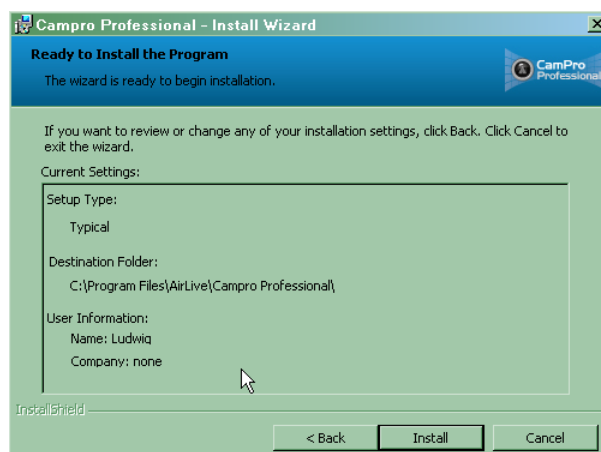 Campro Professional - Install Wizard
Ready to Install the Program
The wizard is ready to begin installation.
CamPro
Professional
If you want to review or change any of your installation settings, click Back. Click Cancel to
exit the wizard.
Current Settings:
Setup Type:
Typical
Destination Folder:
C:\Program Files\AirLive\Campro Professional\
User Information:
Name: Ludwig
Company: none
InstallShield
< Back
Install
Cancel